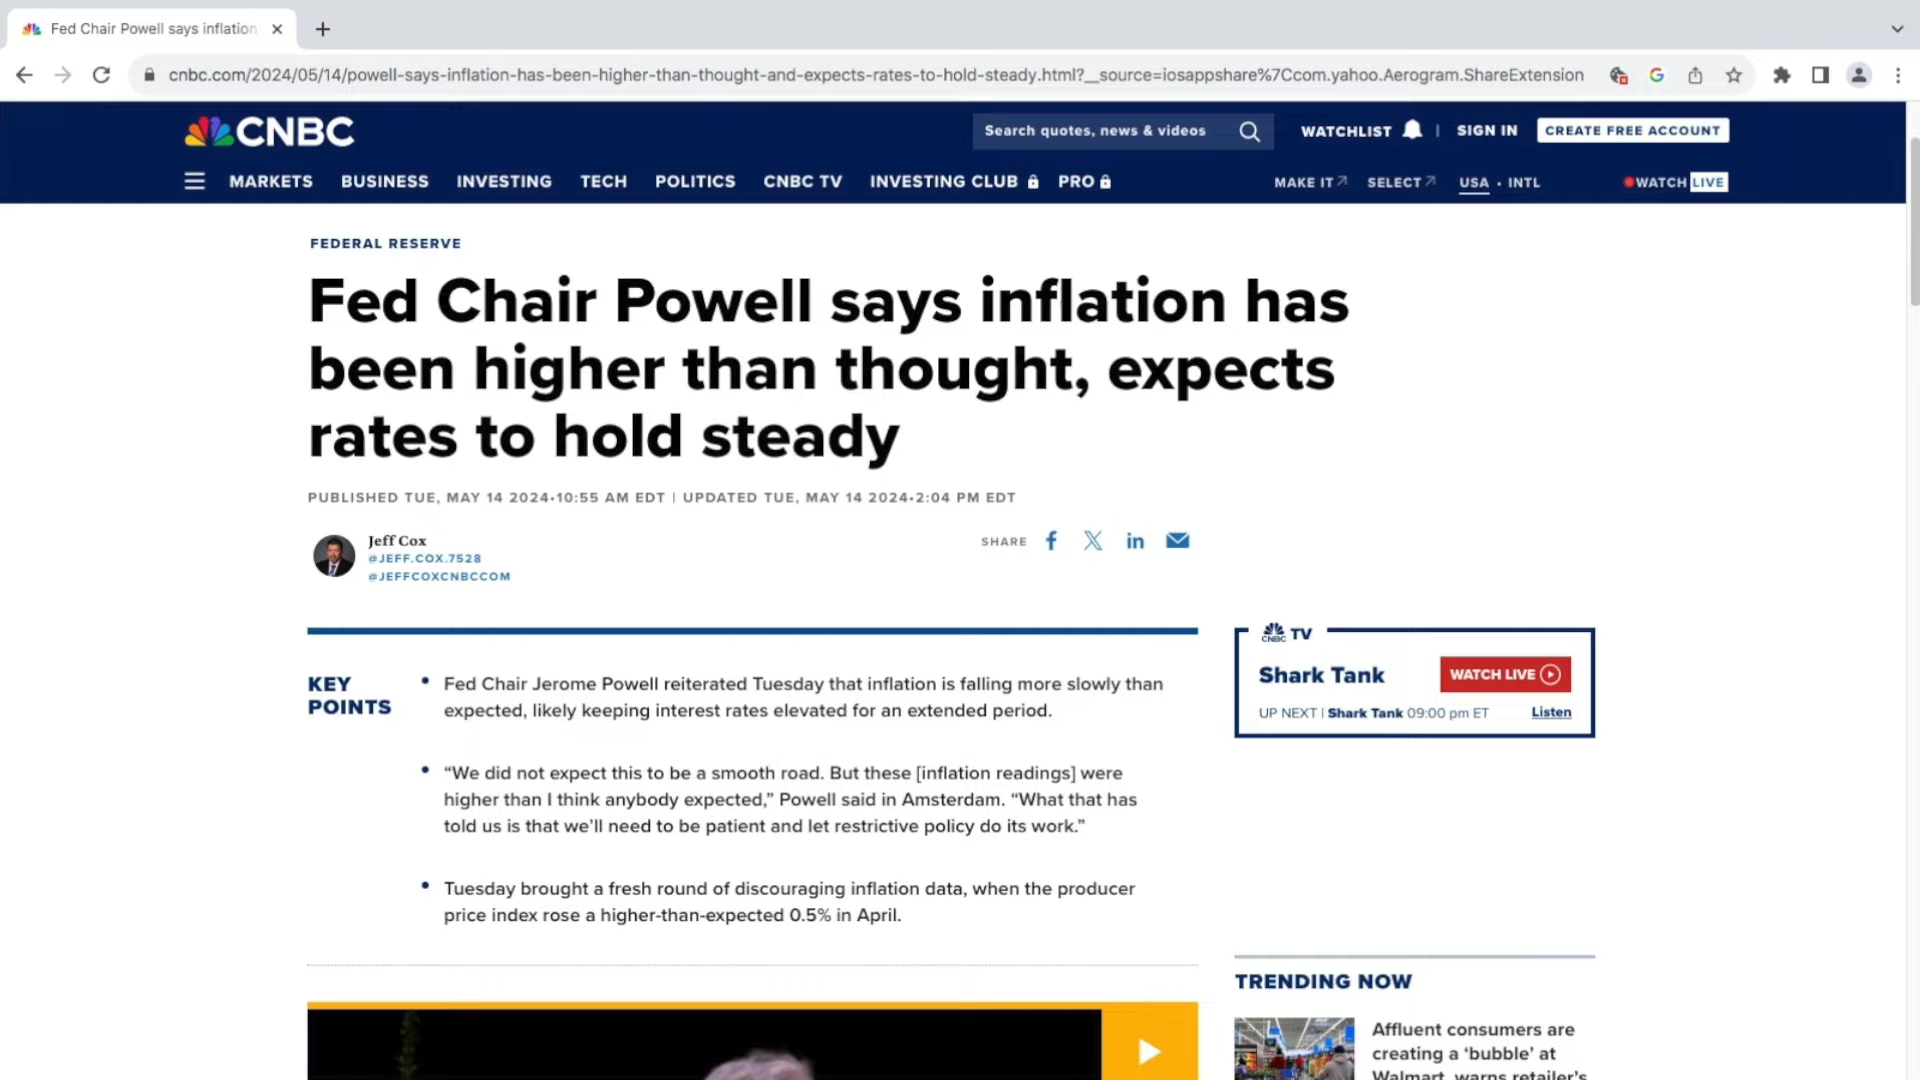 Fed Chair Powell says inflation
cnbc.com/2024/05/14/powell-says-inflation-has-been-higher-than-thought-and-expects-rates-to-hold-steady.html?__source=iosappshare%7Ccom.yahoo.Aerogram.ShareExtension
CNBC
Search quotes, news & videos
WATCHLIST | SIGN IN CREATE FREE ACCOUNT
MARKETS BUSINESS INVESTING TECH POLITICS CNBC TV INVESTING CLUB PRO MAKE IT SELECT USA • INTL WATCH LIVE
FEDERAL RESERVE
Fed Chair Powell says inflation has
been higher than thought, expects
rates to hold steady
PUBLISHED TUE, MAY 14 2024•10:55 AM EDT | UPDATED TUE, MAY 14 2024•2:04 PM EDT
Jeff Cox
@JEFF.COX.7528
@JEFFCOXCNBCCOM
SHARE
KEY
POINTS
• Fed Chair Jerome Powell reiterated Tuesday that inflation is falling more slowly than
expected, likely keeping interest rates elevated for an extended period.
• “We did not expect this to be a smooth road. But these [inflation readings] were
higher than I think anybody expected,” Powell said in Amsterdam. “What that has
told us is that we’ll need to be patient and let restrictive policy do its work.”
• Tuesday brought a fresh round of discouraging inflation data, when the producer
price index rose a higher-than-expected 0.5% in April.
CNBC TV
Shark Tank
WATCH LIVE
UP NEXT | Shark Tank 09:00 pm ET
Listen
TRENDING NOW
Affluent consumers are
creating a ‘bubble’ at
Walmart, warns retailer’s